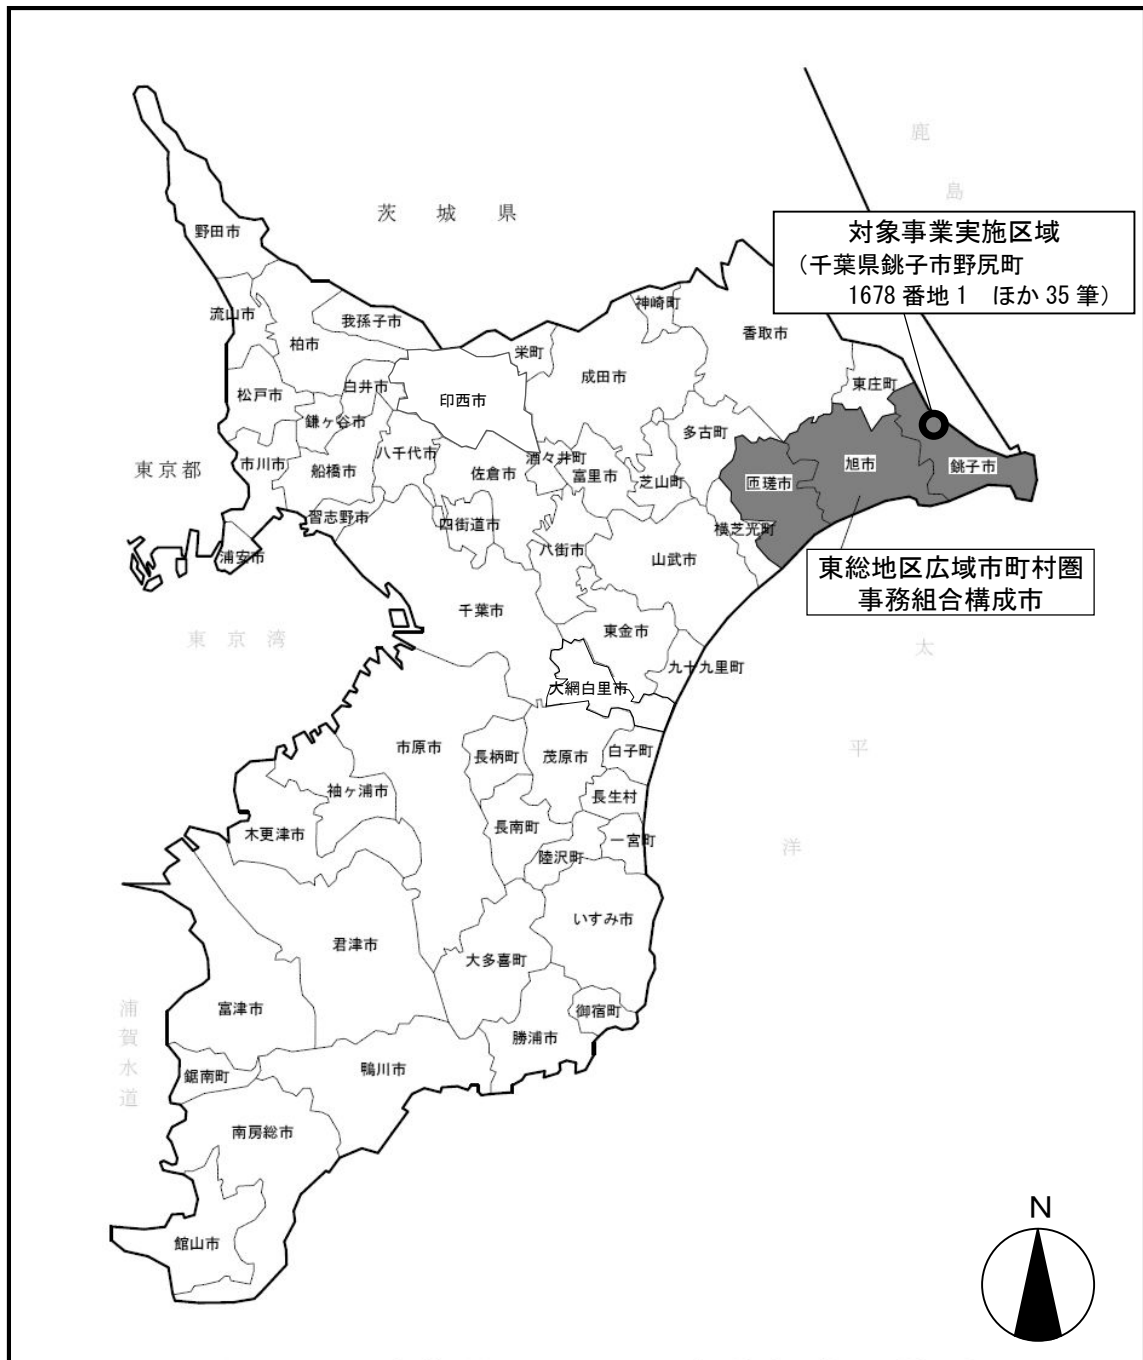 鹿
島
茨城県
対象事業実施区域
（千葉県銚子市野尻町
1678番地1　ほか35筆）
野田市
神崎町
流山市
我孫子市
香取市
柏市
栄町
成田市
東庄町
松戸市
白井市
印西市
鎌ヶ谷市
多古町
市川市
船橋市
八千代市
佐倉市
酒々井町
富里市
芝山町
匝瑳市
旭市
銚子市
東京都
習志野市
四街道市
八街市
横芝光町
浦安市
山武市
東総地区広域市町村圏
事務組合構成市
千葉市
東京湾
東金市
太
九十九里町
大網白里市
市原市
長柄町
茂原市
白子町
平
袖ヶ浦市
長生村
木更津市
長南町
一宮町
洋
陸沢町
いすみ市
君津市
大多喜町
富津市
御宿町
浦
賀
水
道
勝浦市
鋸南町
鴨川市
南房総市
館山市
N